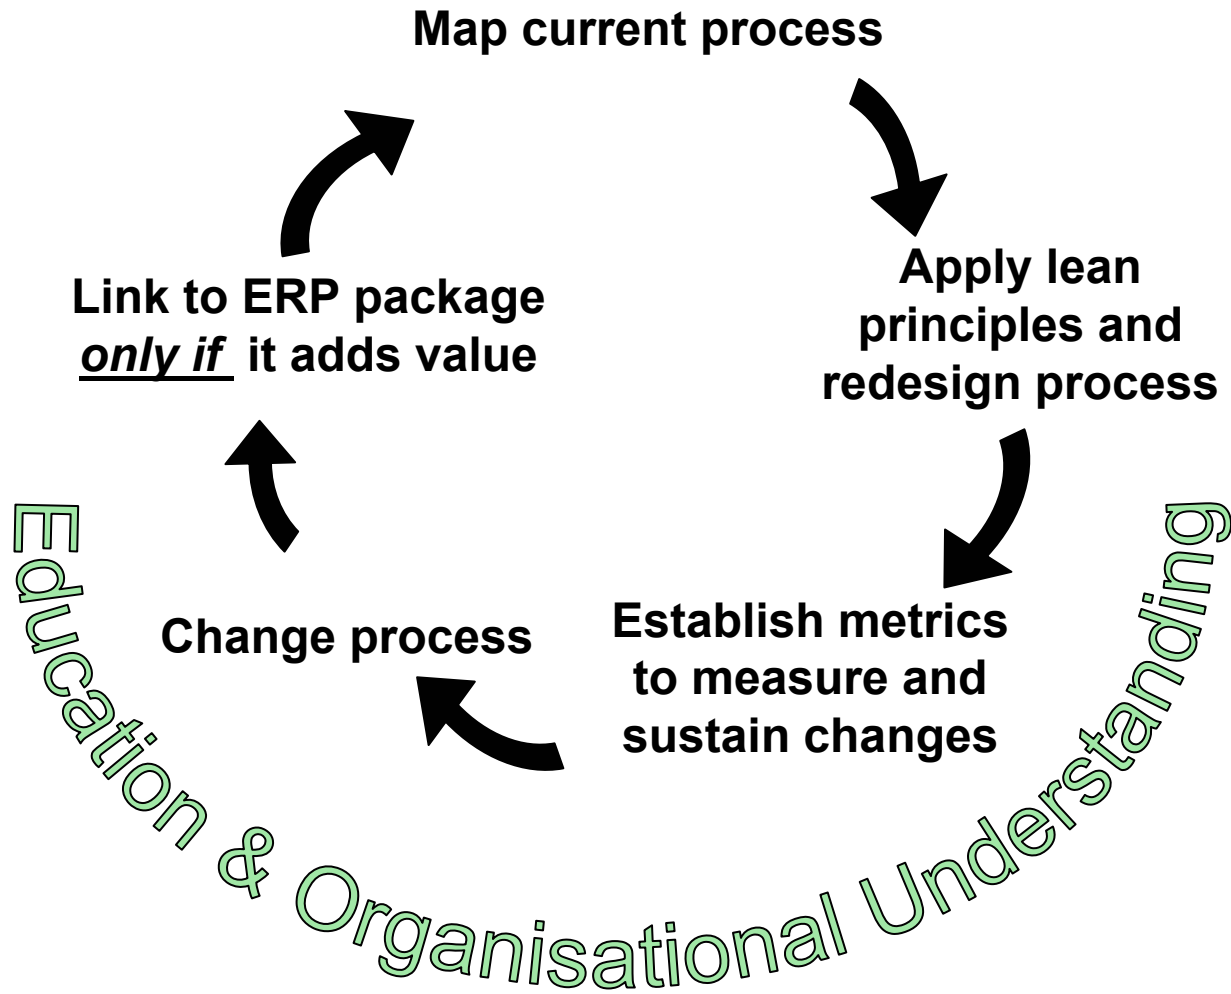 Map current process
Apply lean
principles and
redesign process
Establish metrics
to measure and
sustain changes
Change process
Link to ERP package
only if it adds value
Education & Organisational Understanding